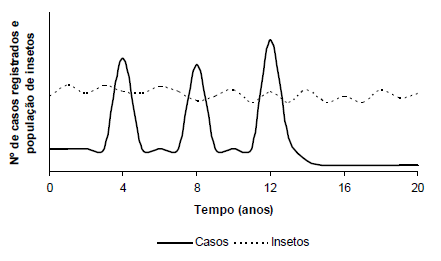 Nº de casos registrados e
população de insetos
0
4
8
12
16
20
Tempo (anos)
Casos
Insetos